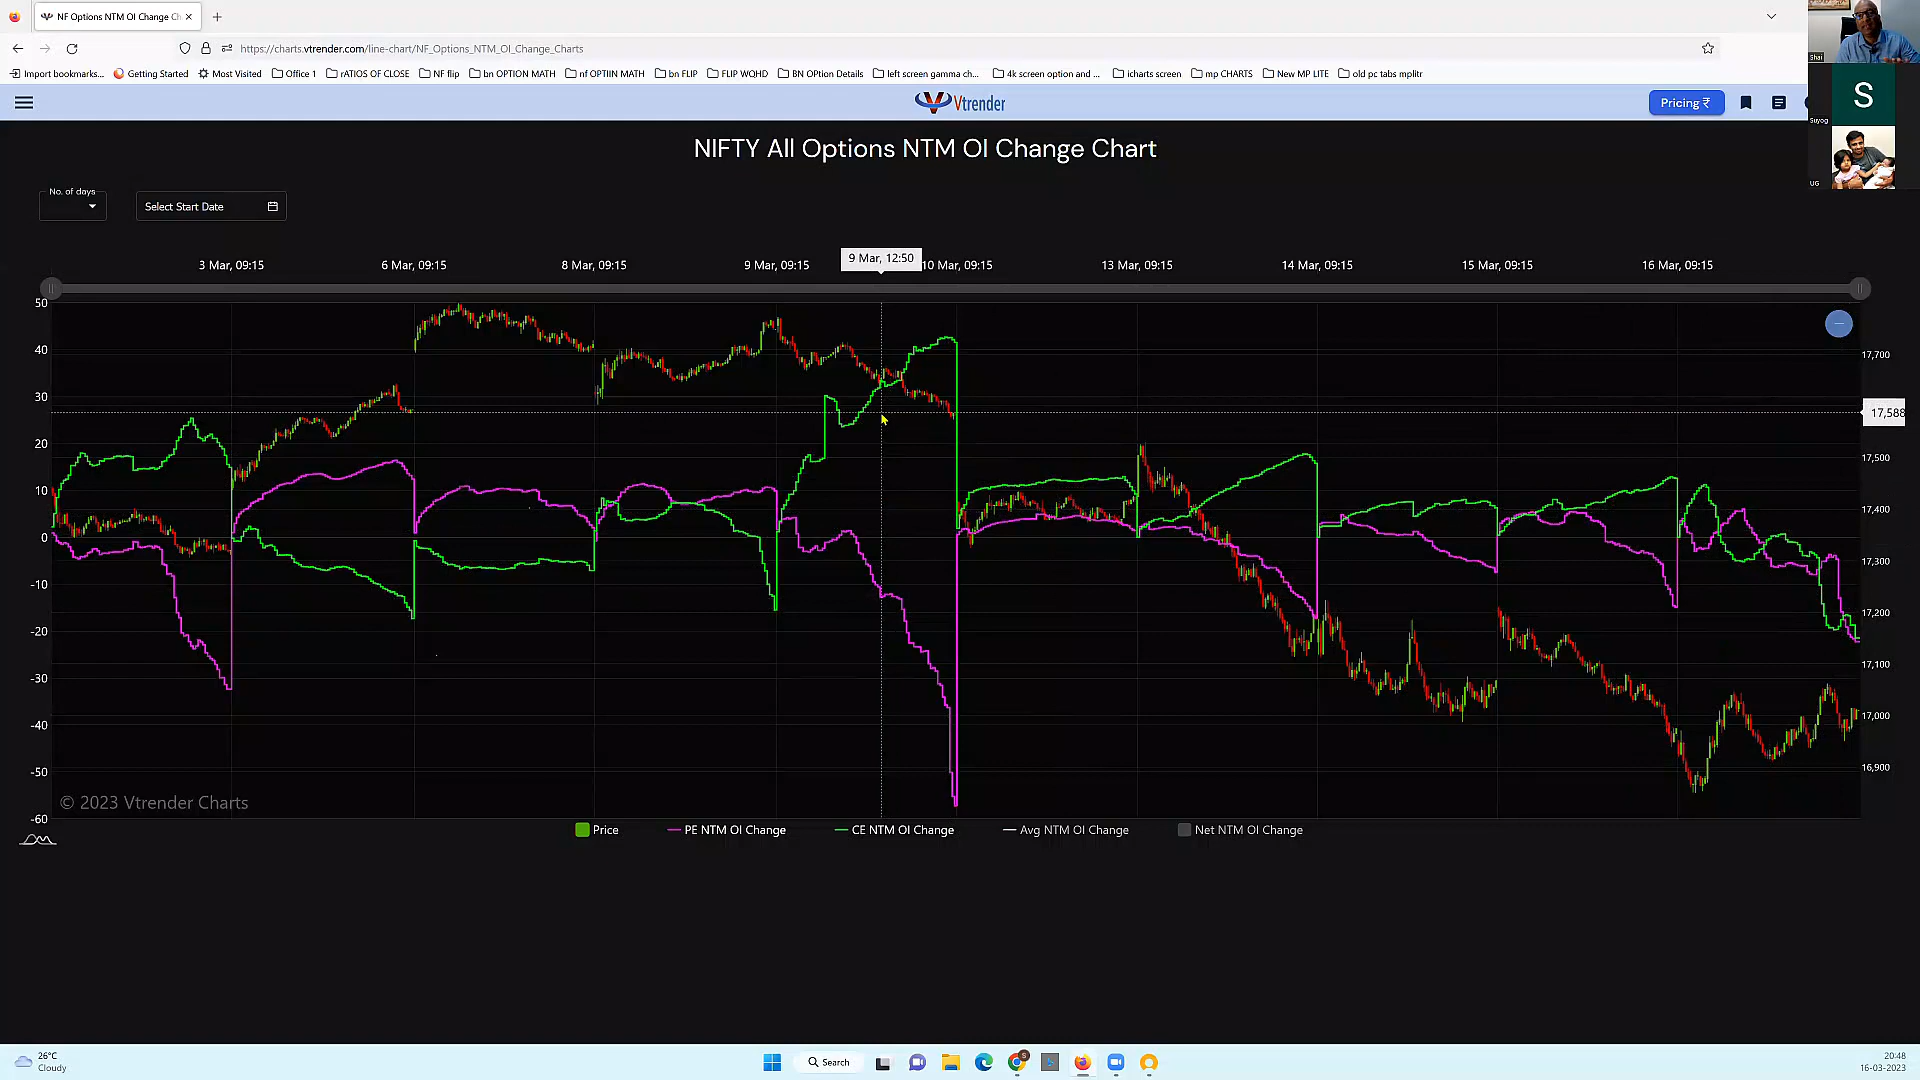 NF Options NTM OI Change Ch
https://charts.vtrender.com/line-chart/NF_Options_NTM_OI_Change_Charts
Import bookmarks... Getting Started Most Visited Office 1 rATIOS OF CLOSE NF flip bn OPTION MATH nf OPTIIN MATH bn FLIP FLIP WQHD BN OPtion Details left screen gamma ch... 4k screen option and ... icharts screen mp CHARTS New MP LITE old pc tabs mplitr
Shai
Vtrender
Pricing ₹
S
Suyog
UG
NIFTY All Options NTM OI Change Chart
No. of days
Select Start Date
3 Mar, 09:15 6 Mar, 09:15 8 Mar, 09:15 9 Mar, 09:15 9 Mar, 12:50 10 Mar, 09:15 13 Mar, 09:15 14 Mar, 09:15 15 Mar, 09:15 16 Mar, 09:15
50
40 17,700
30
17,588
20
17,500
10
17,400
0
17,300
-10
17,200
-20
17,100
-30
-40 17,000
-50 16,900
© 2023 Vtrender Charts
-60
Price PE NTM OI Change CE NTM OI Change Avg NTM OI Change Net NTM OI Change
26°C
Cloudy
Search
20:48
16-03-2023